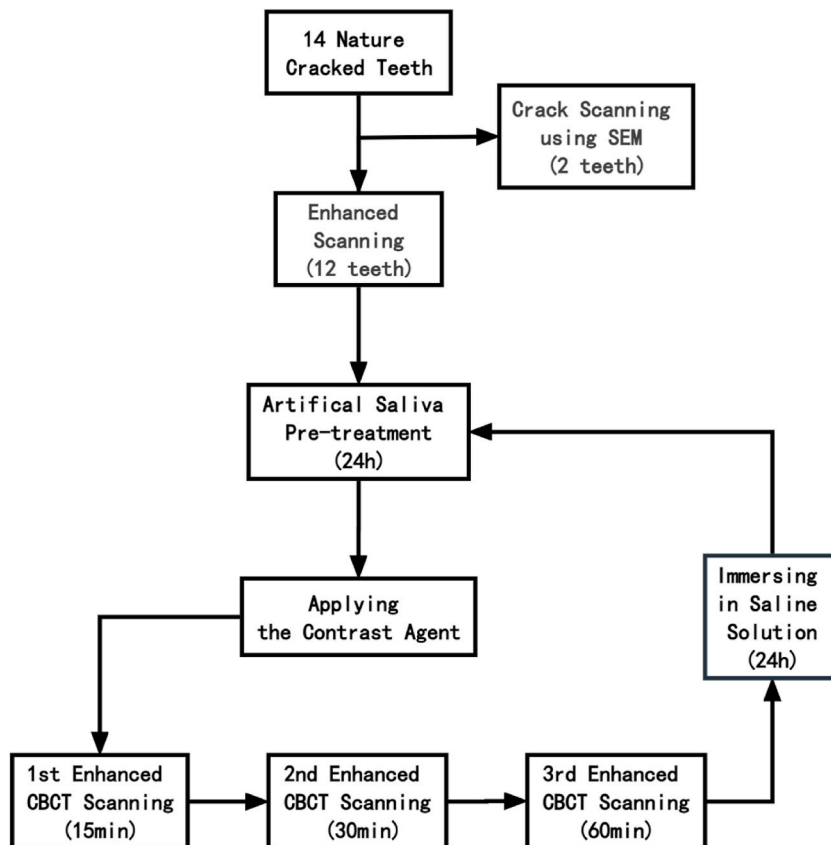 14 Nature
Cracked Teeth
Crack Scanning
using SEM
(2 teeth)
Enhanced
Scanning
(12 teeth)
Artifical Saliva
Pre-treatment
(24h)
Applying
the Contrast Agent
Immersing
in Saline
Solution
(24h)
1st Enhanced
CBCT Scanning
(15min)
2nd Enhanced
CBCT Scanning
(30min)
3rd Enhanced
CBCT Scanning
(60min)